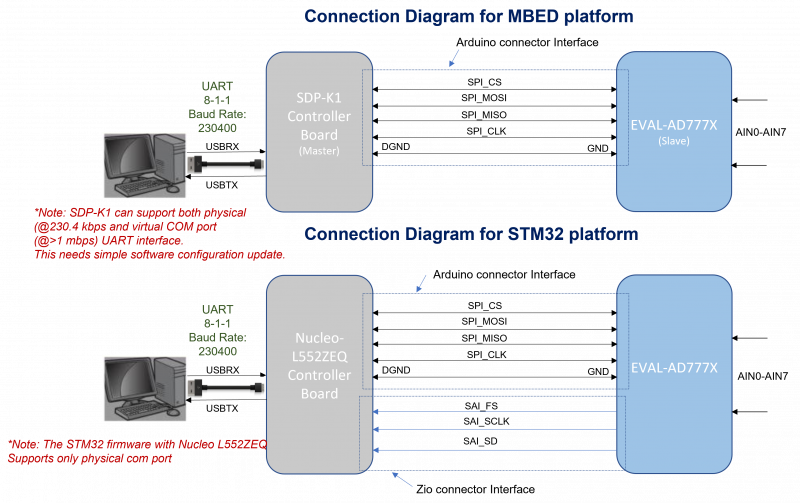 Connection Diagram for MBED platform
Arduino connector Interface
UART
8-1-1
Baud Rate:
230400
SDP-K1
Controller
Board
(Master)
SPI_CS
SPI_MOSI
SPI_MISO
SPI_CLK
DGND
GND
EVAL-AD777X
(Slave)
AIN0-AIN7
USBRX
USBTX
*Note: SDP-K1 can support both physical
(@230.4 kbps and virtual COM port
(@>1 mbps) UART interface.
This needs simple software configuration update.
Connection Diagram for STM32 platform
Arduino connector Interface
UART
8-1-1
Baud Rate:
230400
Nucleo-
L552ZEQ
Controller
Board
SPI_CS
SPI_MOSI
SPI_MISO
SPI_CLK
DGND
GND
EVAL-AD777X
AIN0-AIN7
USBRX
USBTX
SAI_FS
SAI_SCLK
SAI_SD
*Note: The STM32 firmware with Nucleo L552ZEQ
Supports only physical com port
Zio connector Interface